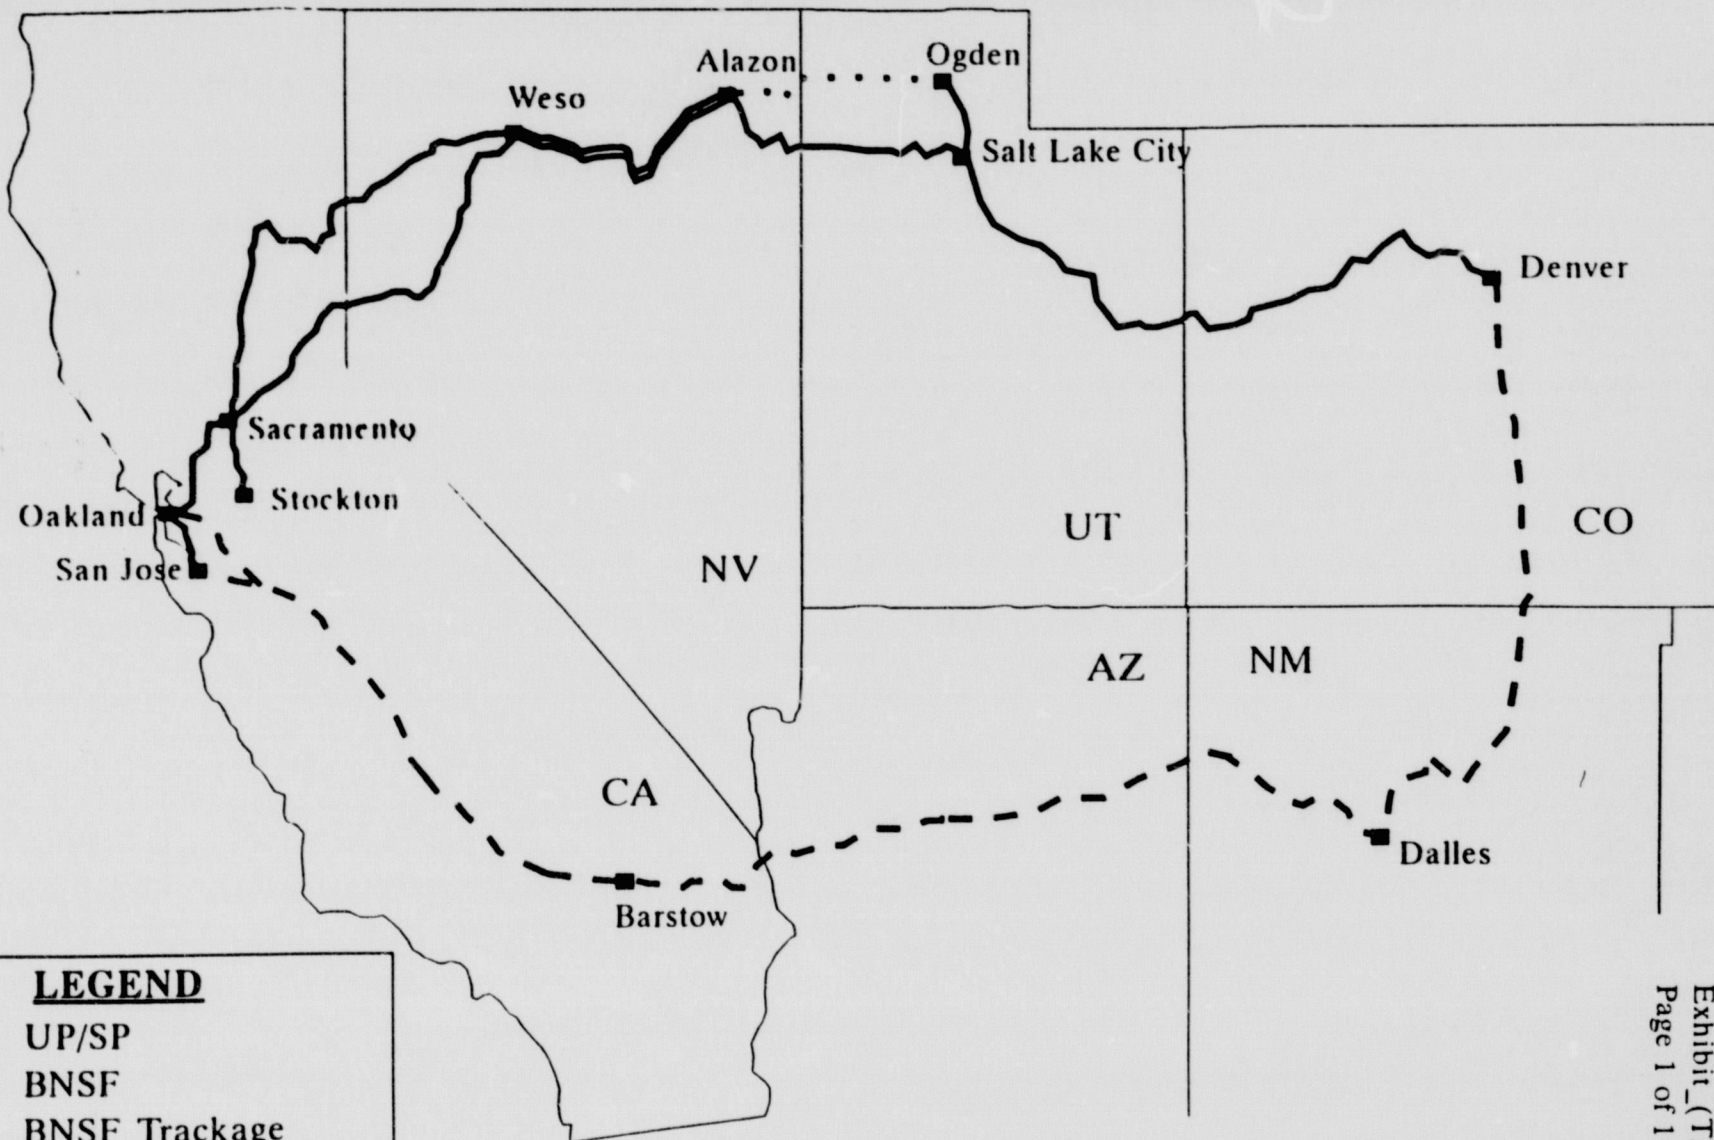 Alazon
Ogden
Weso
Salt Lake City
Denver
Sacramento
Stockton
Oakland
San Jose
UT
CO
NV
AZ
NM
CA
Dalles
Barstow
LEGEND
UP/SP
BNSF
BNSF Trackage
Exhibit_(T
Page 1 of 1